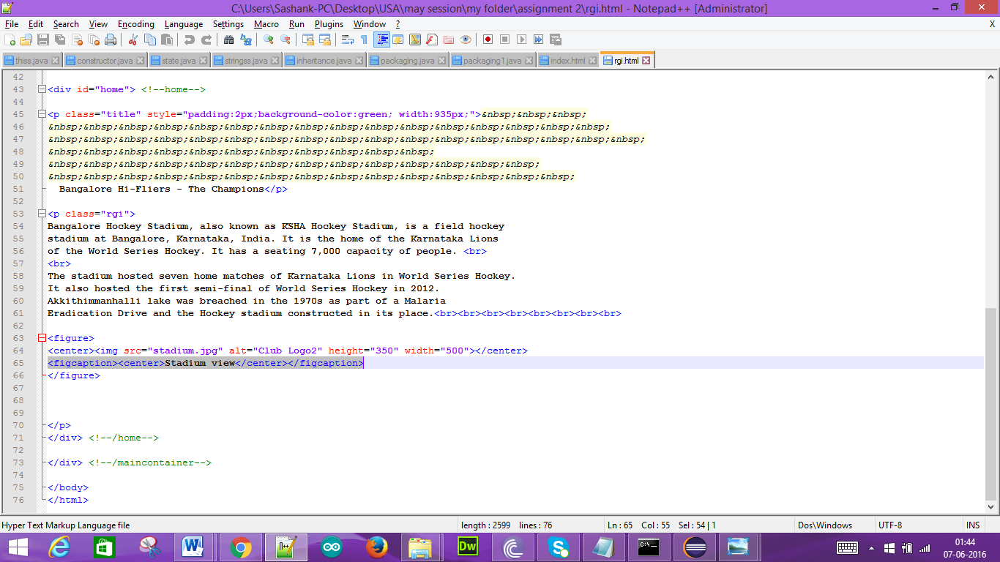 C:\Users\Sashank-PC\Desktop\USA\may session\my folder\assignment 2\rgi.html - Notepad++ [Administrator]
File Edit Search View Encoding Language Settings Macro Run Plugins Window ? X
thiss.java constructor.java state.java stringss.java inheritance.java packaging.java packaging1.java index.html rgi.html
42
43 <div id="home"> <!--home-->
44
45 <p class="title" style="padding:2px;background-color:green; width:935px;">&nbsp;&nbsp;&nbsp;
46 &nbsp;&nbsp;&nbsp;&nbsp;&nbsp;&nbsp;&nbsp;&nbsp;&nbsp;&nbsp;&nbsp;&nbsp;&nbsp;&nbsp;&nbsp;&nbsp;
47 &nbsp;&nbsp;&nbsp;&nbsp;&nbsp;&nbsp;&nbsp;&nbsp;&nbsp;&nbsp;&nbsp;&nbsp;&nbsp;&nbsp;&nbsp;&nbsp;&nbsp;
48 &nbsp;&nbsp;&nbsp;&nbsp;&nbsp;&nbsp;&nbsp;&nbsp;&nbsp;&nbsp;&nbsp;
49 &nbsp;&nbsp;&nbsp;&nbsp;&nbsp;&nbsp;&nbsp;&nbsp;&nbsp;&nbsp;&nbsp;&nbsp;&nbsp;&nbsp;
50 &nbsp;&nbsp;&nbsp;&nbsp;&nbsp;&nbsp;&nbsp;&nbsp;&nbsp;&nbsp;&nbsp;&nbsp;&nbsp;&nbsp;&nbsp;
51 Bangalore Hi-Fliers - The Champions</p>
52
53 <p class="rgi">
54 Bangalore Hockey Stadium, also known as KSHA Hockey Stadium, is a field hockey
55 stadium at Bangalore, Karnataka, India. It is the home of the Karnataka Lions
56 of the World Series Hockey. It has a seating 7,000 capacity of people. <br>
57 <br>
58 The stadium hosted seven home matches of Karnataka Lions in World Series Hockey.
59 It also hosted the first semi-final of World Series Hockey in 2012.
60 Akkithimmanhalli lake was breached in the 1970s as part of a Malaria
61 Eradication Drive and the Hockey stadium constructed in its place.<br><br><br><br><br><br><br><br>
62
63 <figure>
64 <center><img src="stadium.jpg" alt="Club Logo2" height="350" width="500"></center>
65 <figcaption><center>Stadium view</center></figcaption>
66 </figure>
67
68
69
70 </p>
71 </div> <!--/home-->
72
73 </div> <!--/maincontainer-->
74
75 </body>
76 </html>
Hyper Text Markup Language file length : 2599 lines : 76 Ln : 65 Col : 55 Sel : 54 | 1 Dos\Windows UTF-8 INS
01:44
07-06-2016